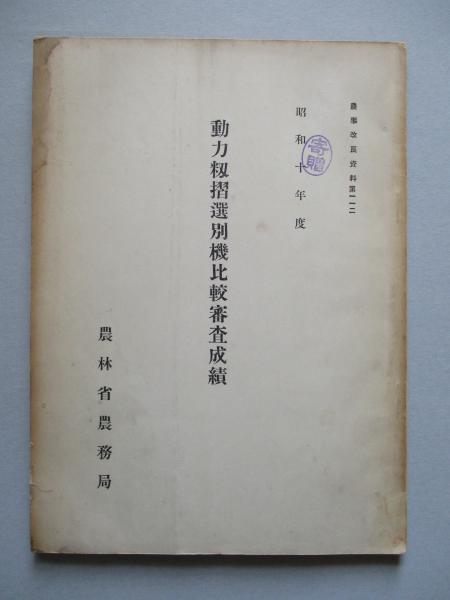 農事改良資料第一一二
昭和十年度
寄贈
動力籾摺選別機比較審査成績
農林省農務局